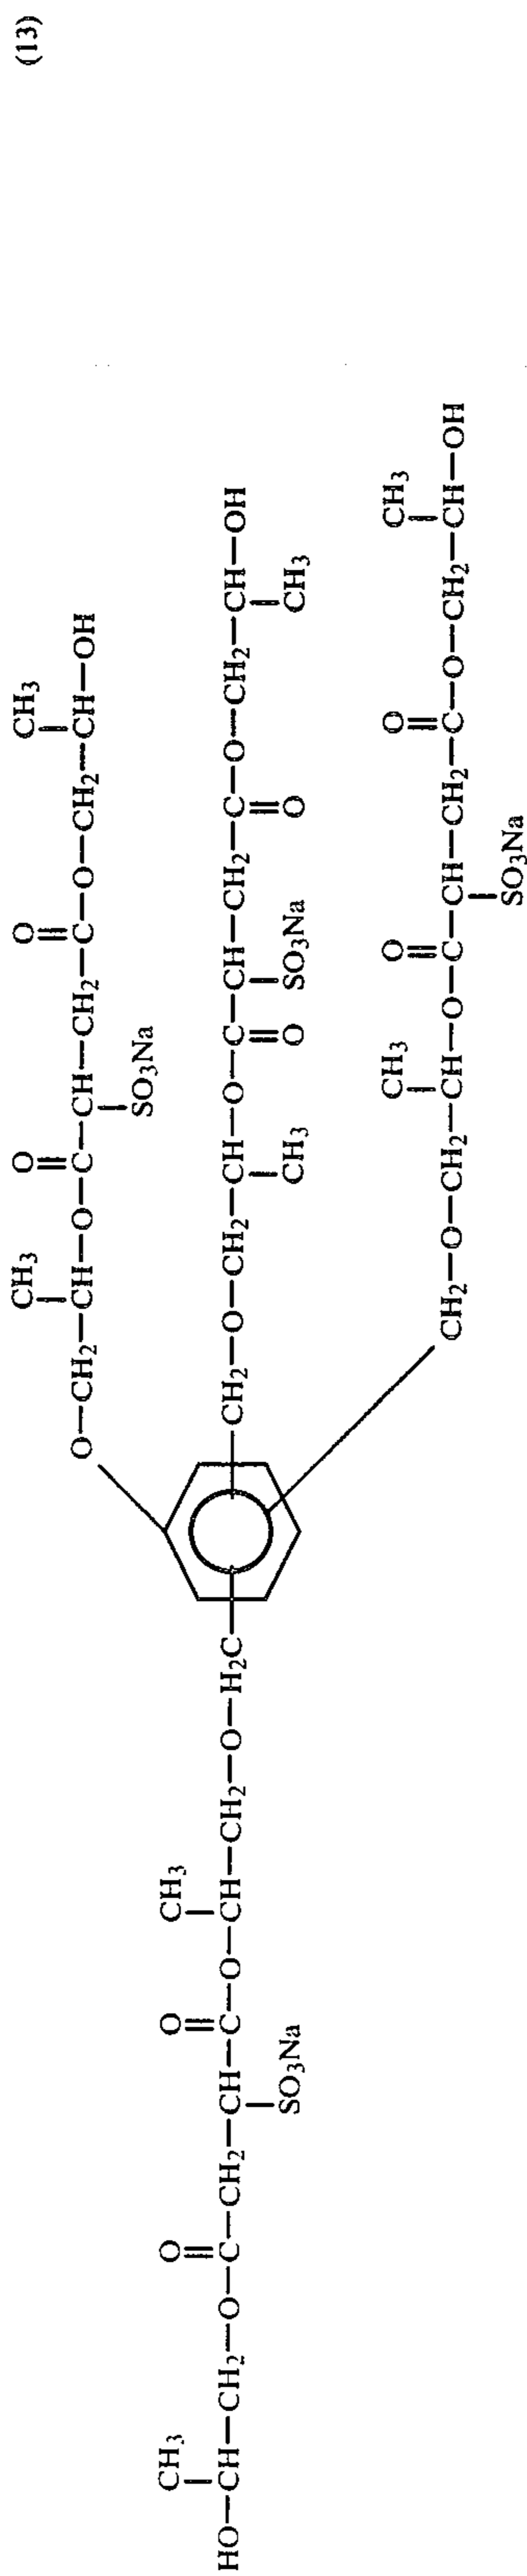 (13)
CH3 O O CH3
O—CH2—CH—O—C—CH—CH2—C—O—CH2—CH—OH
SO3Na
CH3 O
HO—CH—CH2—O—C—CH2—CH—C—O—CH—CH2—O—H2C
O CH3
SO3Na
CH2—O—CH2—CH—O—C—CH—CH2—C—O—CH2—CH—OH
CH3 O SO3Na O CH3
CH3 O O CH3
CH2—O—CH2—CH—O—C—CH—CH2—C—O—CH2—CH—OH
SO3Na